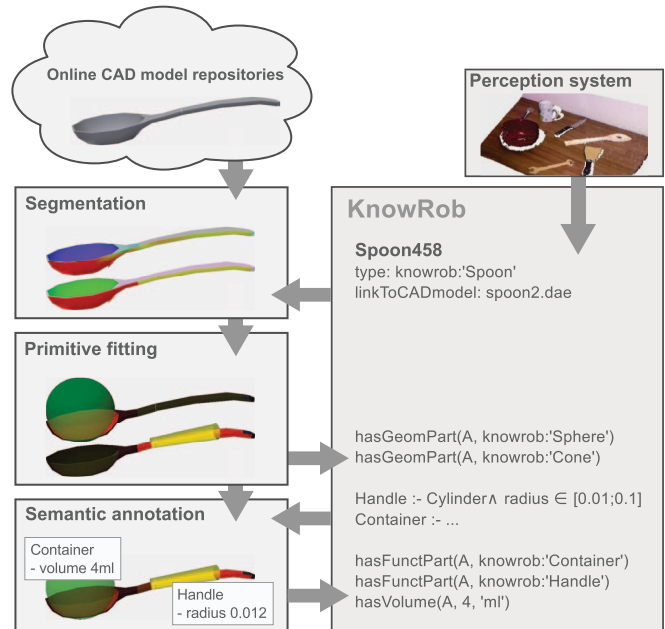 Online CAD model repositories
Perception system
Segmentation
KnowRob
Spoon458
type: knowrob:'Spoon'
linkToCADmodel: spoon2.dae
Primitive fitting
hasGeomPart(A, knowrob:'Sphere')
hasGeomPart(A, knowrob:'Cone')
Semantic annotation
Container
- volume 4ml
Handle
- radius 0.012
Handle :- Cylinder∧ radius ∈ [0.01;0.1]
Container :- ...
hasFunctPart(A, knowrob:'Container')
hasFunctPart(A, knowrob:'Handle')
hasVolume(A, 4, 'ml')